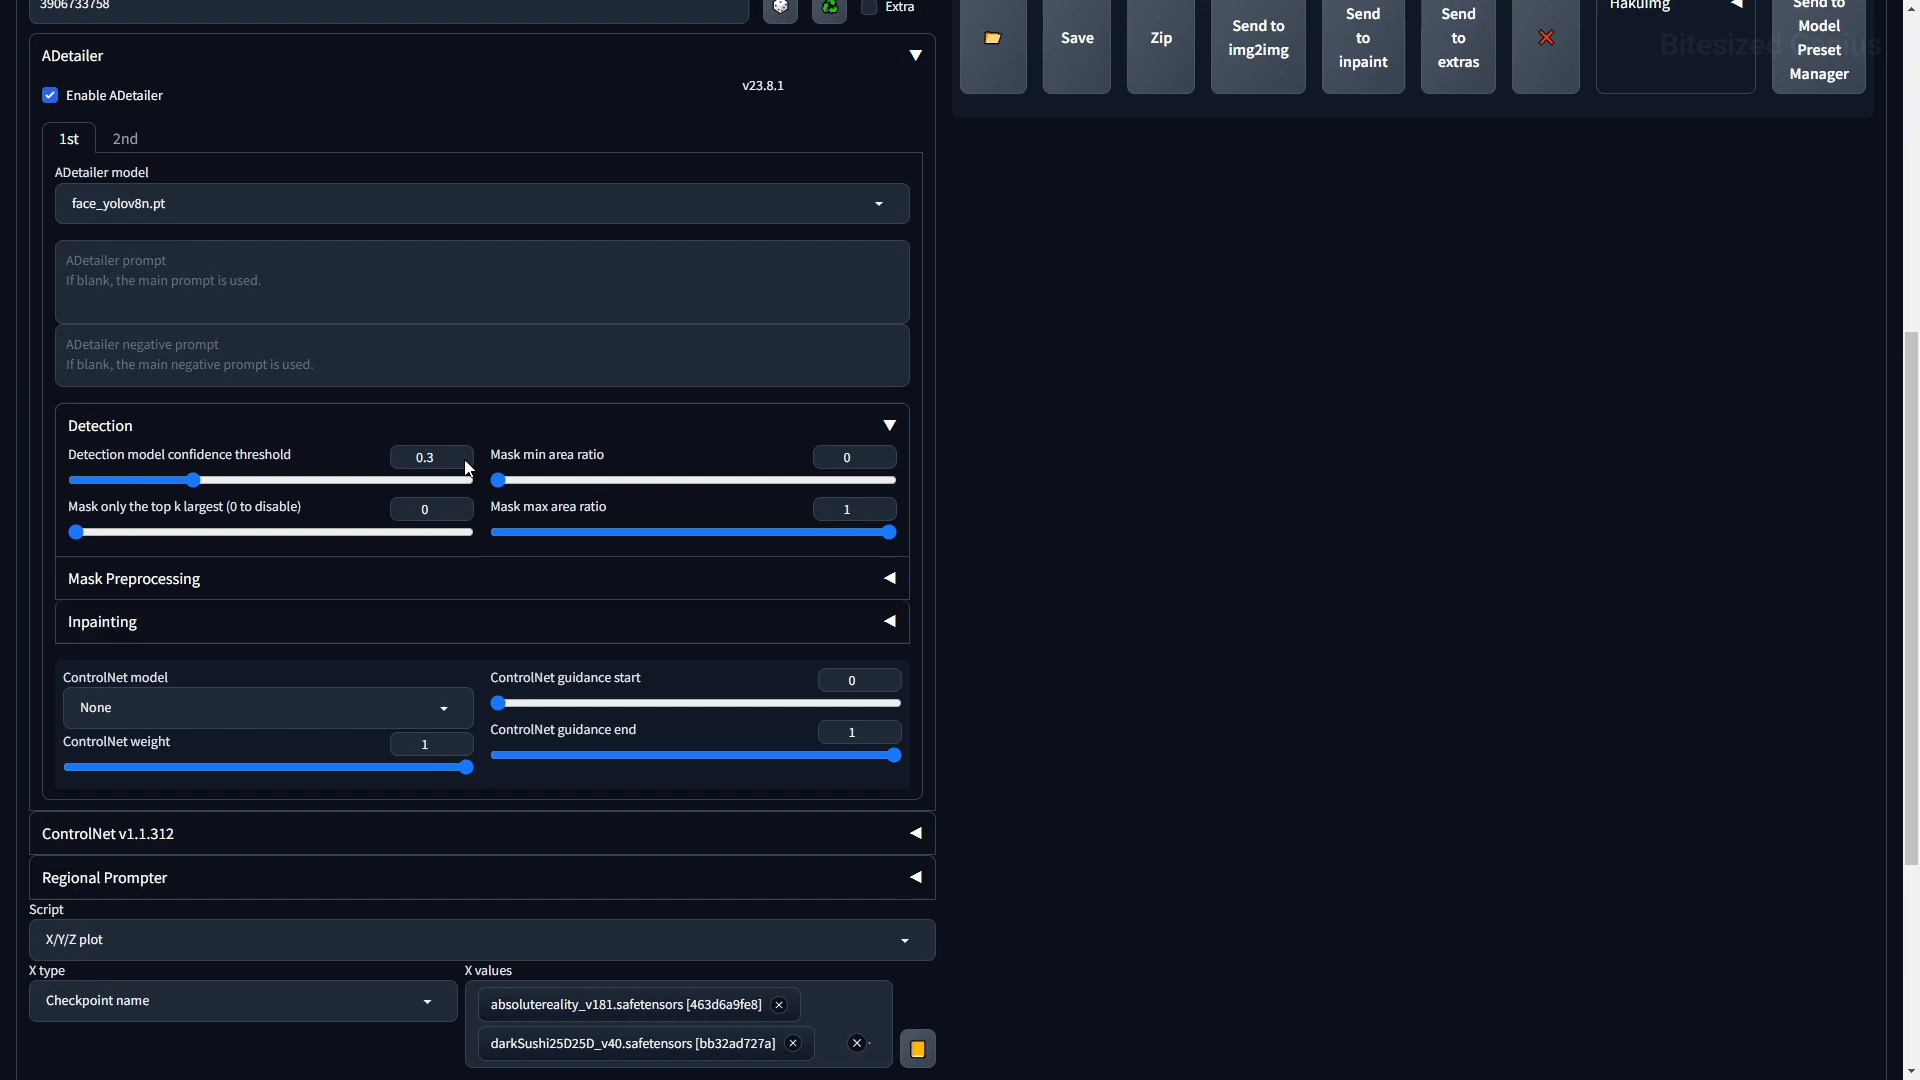 3906733758
Extra
ADetailer
v23.8.1
Enable ADetailer
1st
2nd
ADetailer model
face_yolov8n.pt
ADetailer prompt
If blank, the main prompt is used.
ADetailer negative prompt
If blank, the main negative prompt is used.
Detection
Detection model confidence threshold
0.3
Mask min area ratio
0
Mask only the top k largest (0 to disable)
0
Mask max area ratio
1
Mask Preprocessing
Inpainting
ControlNet model
None
ControlNet guidance start
0
ControlNet weight
1
ControlNet guidance end
1
ControlNet v1.1.312
Regional Prompter
Script
X/Y/Z plot
X type
Checkpoint name
X values
absolutereality_v181.safetensors [463d6a9fe8]
darkSushi25D25D_v40.safetensors [bb32ad727a]
Save
Zip
Send to
img2img
Send
to
inpaint
Send
to
extras
HakuImg
Send to
Model
Preset
Manager
Bitesized Genius